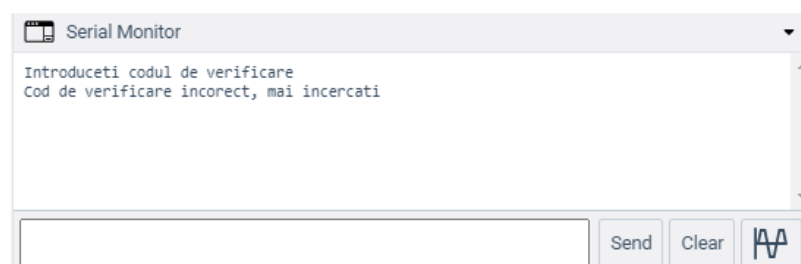 Serial Monitor
Introduceti codul de verificare
Cod de verificare incorect, mai incercati
Send Clear